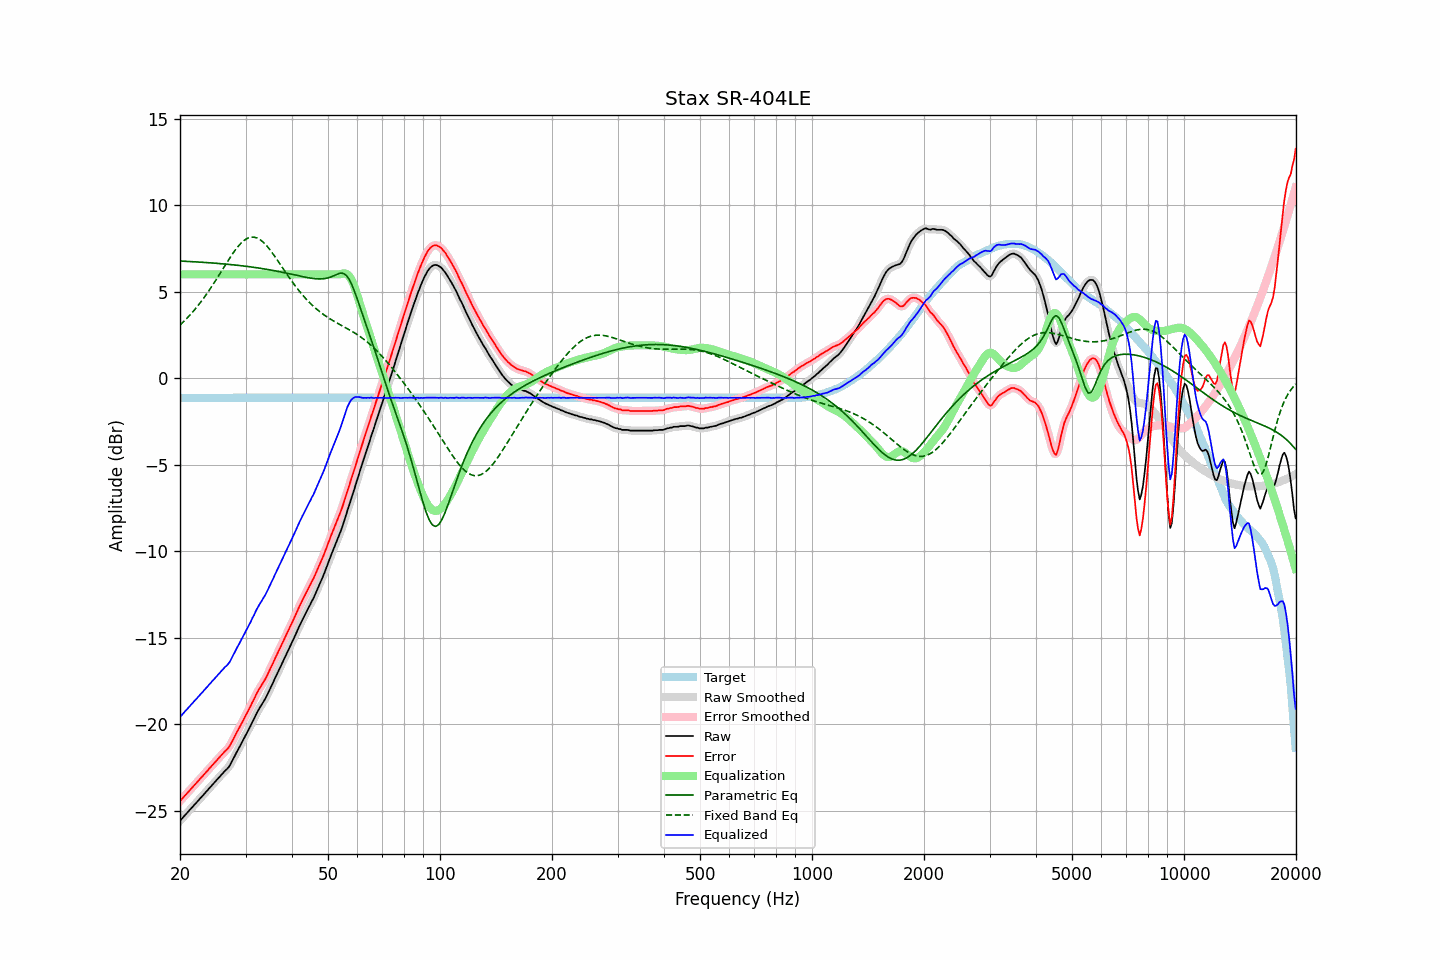 Stax SR-404LE
Amplitude (dBr)
15
10
5
0
−5
−10
−15
−20
−25
20
50
100
200
500
1000
2000
5000
10000
20000
Frequency (Hz)
Target
Raw Smoothed
Error Smoothed
Raw
Error
Equalization
Parametric Eq
Fixed Band Eq
Equalized